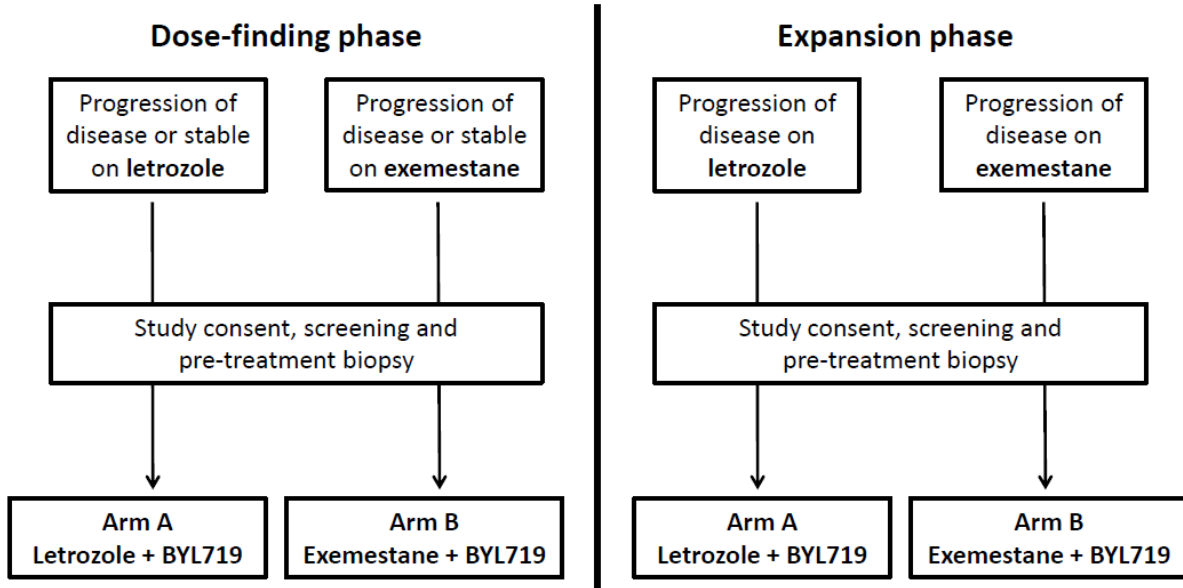 Dose-finding phase
Progression of
disease or stable
on letrozole
Progression of
disease or stable
on exemestane
Study consent, screening and
pre-treatment biopsy
Arm A
Letrozole + BYL719
Arm B
Exemestane + BYL719
Expansion phase
Progression of
disease on
letrozole
Progression of
disease on
exemestane
Study consent, screening and
pre-treatment biopsy
Arm A
Letrozole + BYL719
Arm B
Exemestane + BYL719